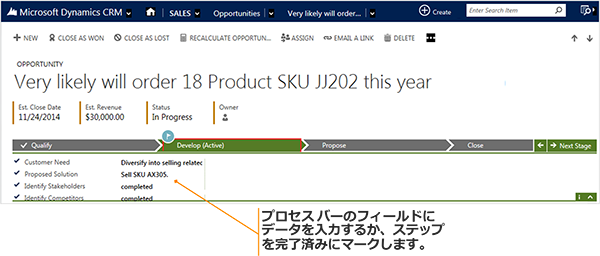 Microsoft Dynamics CRM SALES Opportunities Very likely will order... Create Enter Search Item
+ NEW CLOSE AS WON CLOSE AS LOST RECALCULATE OPPORTUN... ASSIGN EMAIL A LINK DELETE
OPPORTUNITY
Very likely will order 18 Product SKU JJ202 this year
Est. Close Date Est. Revenue Status Owner
11/24/2014 $30,000.00 In Progress
Qualify Develop (Active) Propose Close Next Stage
Customer Need Diversify into selling relatec
Proposed Solution Sell SKU AX305.
Identify Stakeholders completed
Identify Competitors completed
プロセス バーのフィールドに
データを入力するか、ステップ
を完了済みにマークします。